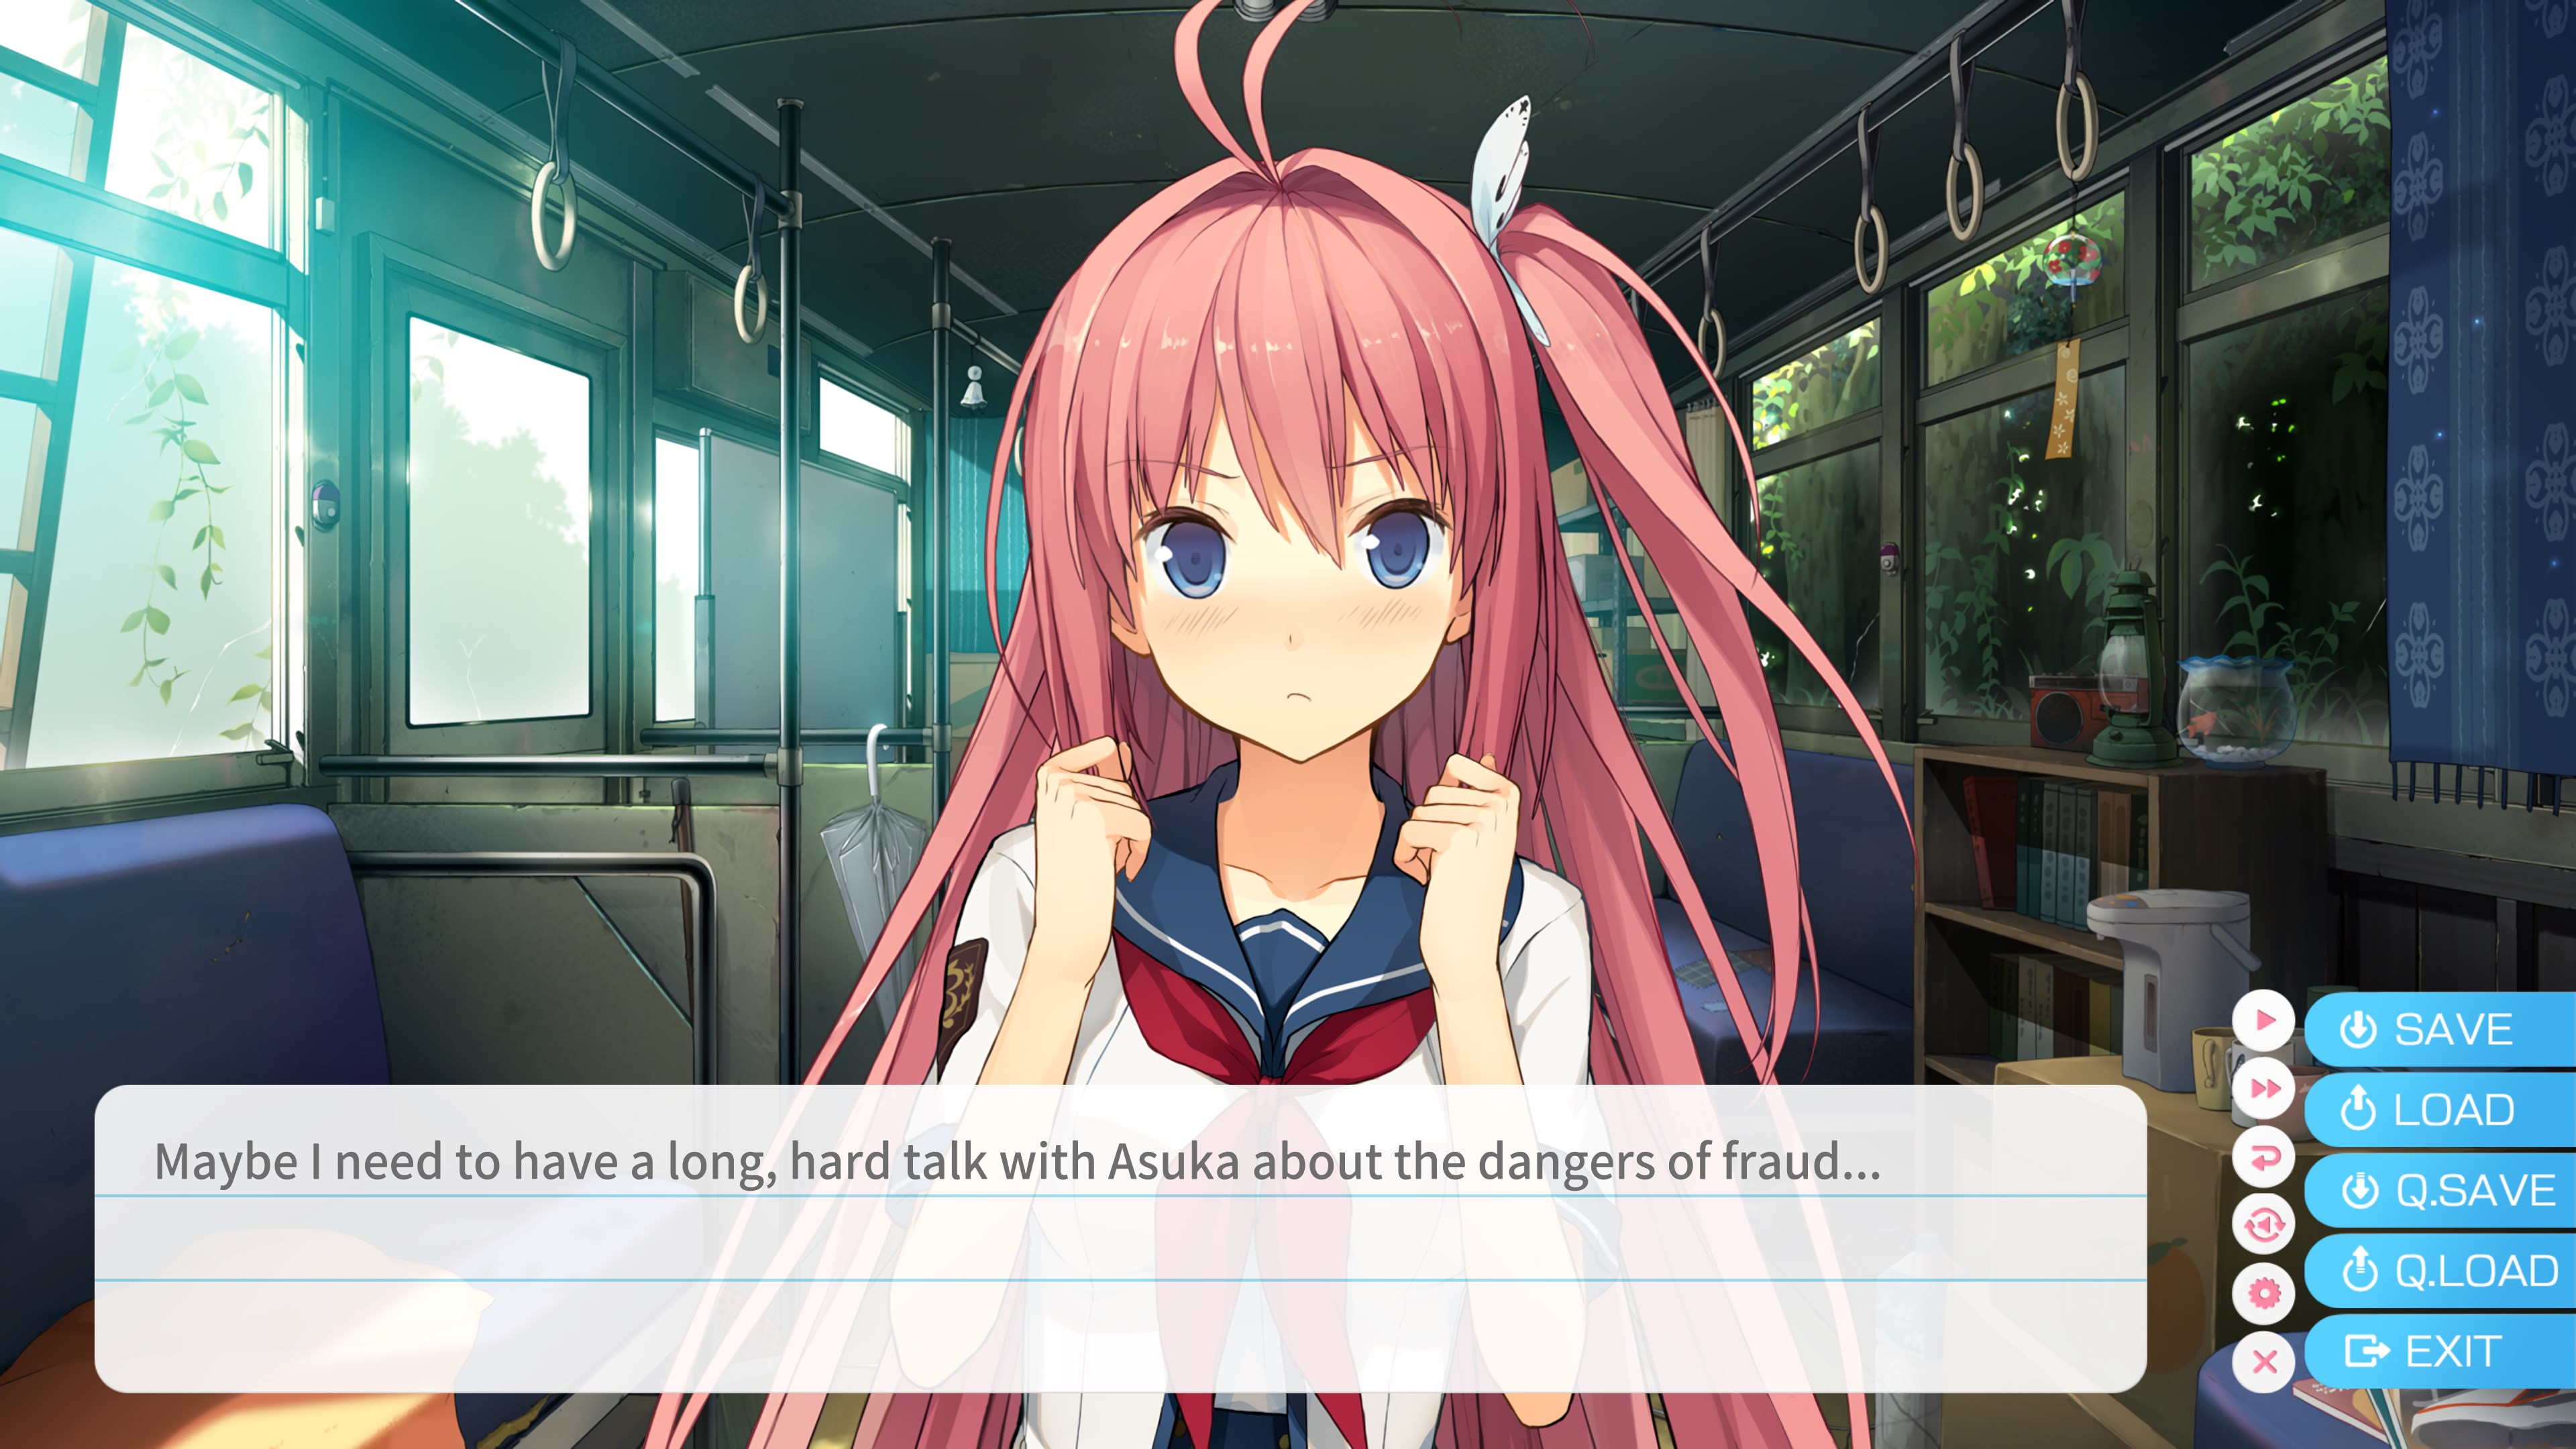 Maybe I need to have a long, hard talk with Asuka about the dangers of fraud...
SAVE
LOAD
Q.SAVE
Q.LOAD
EXIT